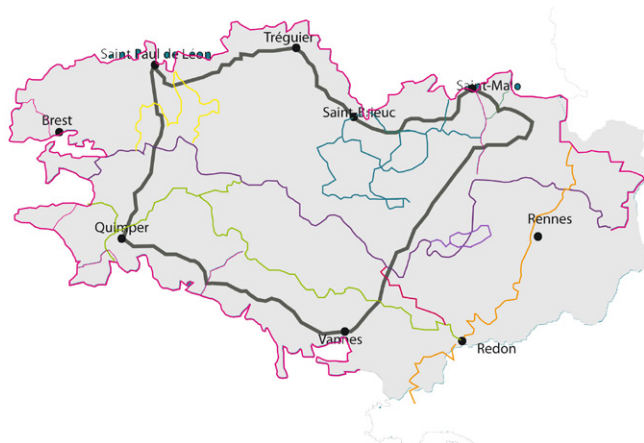 Tréguier
Saint Paul de Léon
Saint-Malo
Saint-Brieuc
Brest
Rennes
Quimper
Vannes
Redon